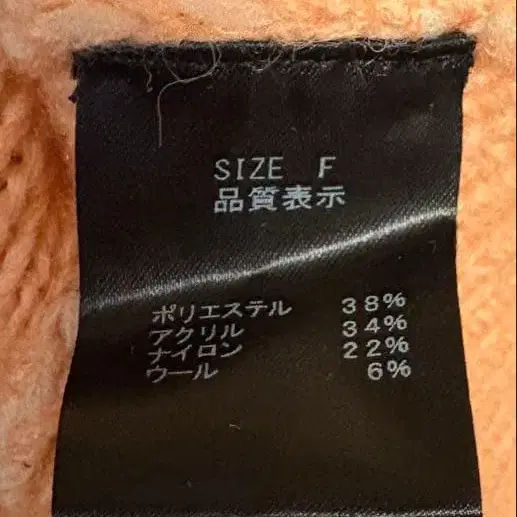 SIZE F
品質表示
ポリエステル 38%
アクリル 34%
ナイロン 22%
ウール 6%